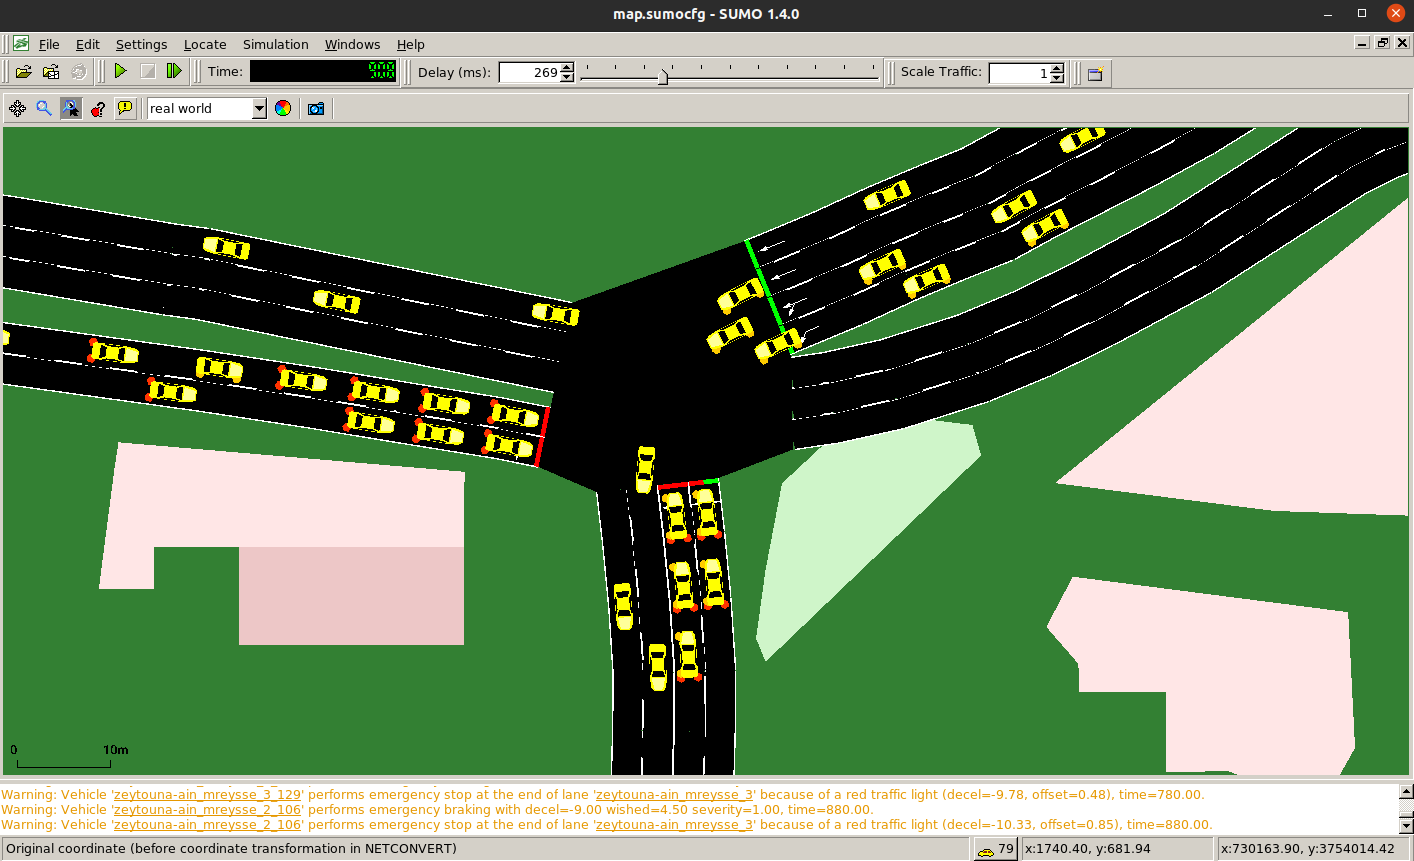 map.sumocfg - SUMO 1.4.0
File Edit Settings Locate Simulation Windows Help
Time: Delay (ms): 269 Scale Traffic: 1
real world
0 10m
Warning: Vehicle 'zeytouna-ain_mreysse_3_129' performs emergency stop at the end of lane 'zeytouna-ain_mreysse_3' because of a red traffic light (decel=-9.78, offset=0.48), time=780.00.
Warning: Vehicle 'zeytouna-ain_mreysse_2_106' performs emergency braking with decel=-9.00 wished=4.50 severity=1.00, time=880.00.
Warning: Vehicle 'zeytouna-ain_mreysse_2_106' performs emergency stop at the end of lane 'zeytouna-ain_mreysse_3' because of a red traffic light (decel=-10.33, offset=0.85), time=880.00.
Original coordinate (before coordinate transformation in NETCONVERT) 79 x:1740.40, y:681.94 x:730163.90, y:3754014.42